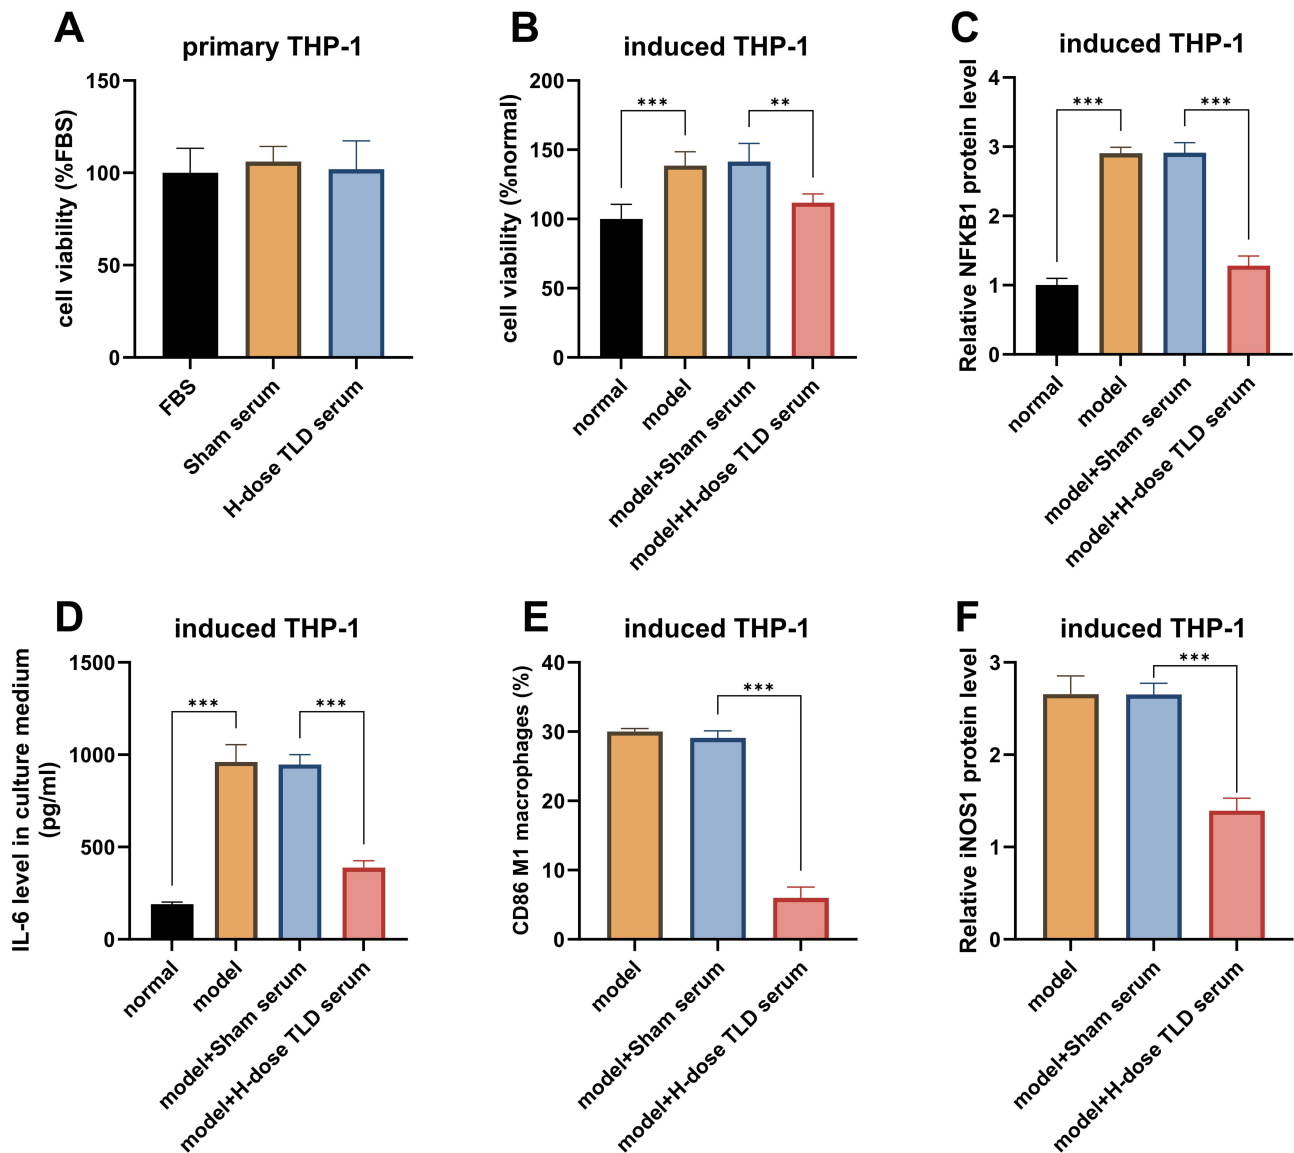 A
primary THP-1
cell viability (%FBS)
150
100
50
0
FBS
Sham serum
H-dose TLD serum
B
induced THP-1
cell viability (%normal)
200
150
100
50
0
***
**
normal
model
model+Sham serum
model+H-dose TLD serum
C
induced THP-1
Relative NFKB1 protein level
4
3
2
1
0
***
***
normal
model
model+Sham serum
model+H-dose TLD serum
D
induced THP-1
IL-6 level in culture medium
(pg/ml)
1500
1000
500
0
***
***
normal
model
model+Sham serum
model+H-dose TLD serum
E
induced THP-1
CD86 M1 macrophages (%)
40
30
20
10
0
***
model
model+Sham serum
model+H-dose TLD serum
F
induced THP-1
Relative iNOS1 protein level
3
2
1
0
***
model
model+Sham serum
model+H-dose TLD serum